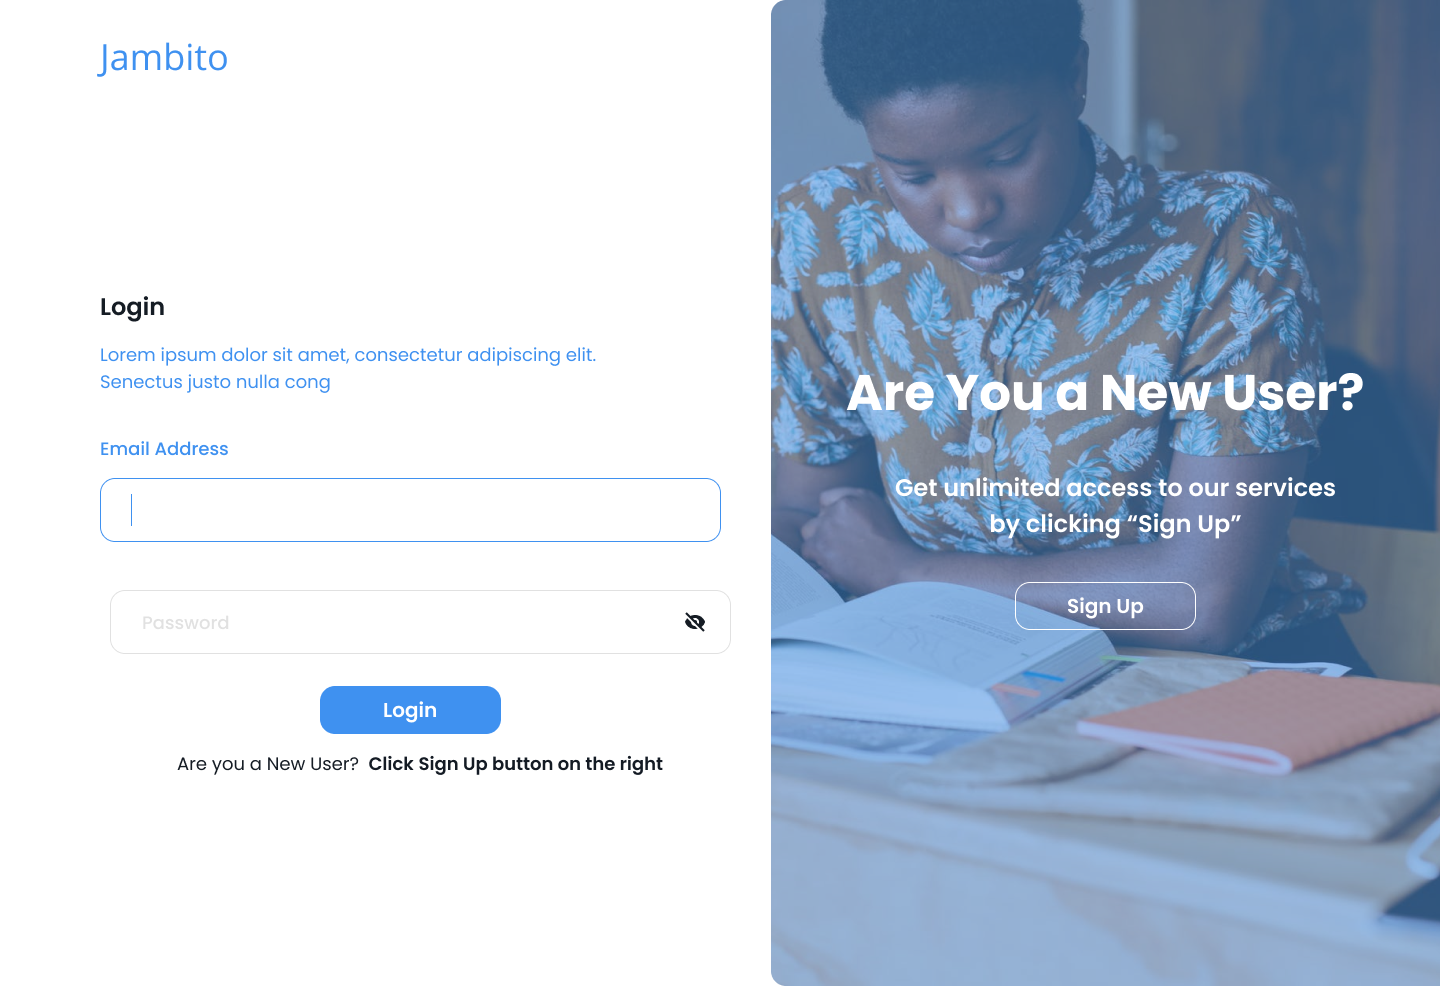 Jambito
Login
Lorem ipsum dolor sit amet, consectetur adipiscing elit.
Senectus justo nulla cong
Email Address
Password
Login
Are you a New User? Click Sign Up button on the right
Are You a New User?
Get unlimited access to our services
by clicking “Sign Up”
Sign Up